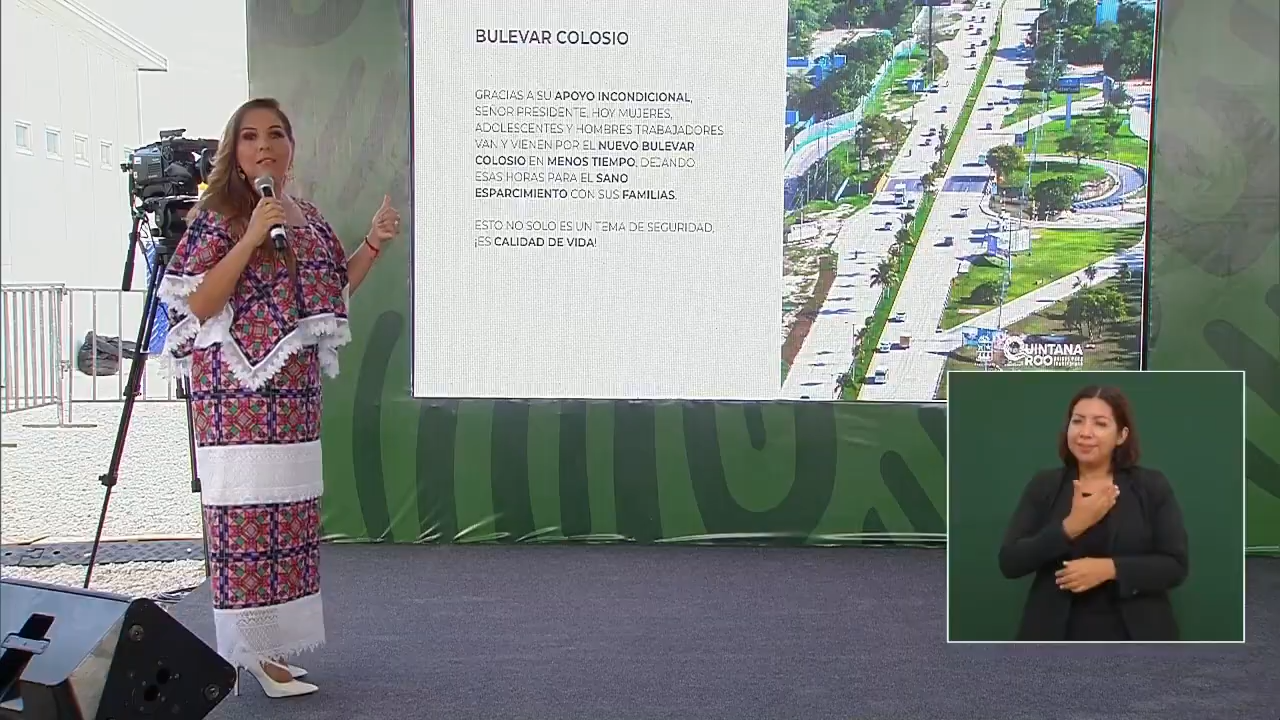 BULEVAR COLOSIO
GRACIAS A SU APOYO INCONDICIONAL,
SEÑOR PRESIDENTE, HOY MUJERES,
ADOLESCENTES Y HOMBRES TRABAJADORES
VAN Y VIENEN POR EL NUEVO BULEVAR
COLOSIO EN MENOS TIEMPO, DEJANDO
ESAS HORAS PARA EL SANO
ESPARCIMIENTO CON SUS FAMILIAS.
ESTO NO SOLO ES UN TEMA DE SEGURIDAD,
¡ES CALIDAD DE VIDA!
QUINTANA
ROO